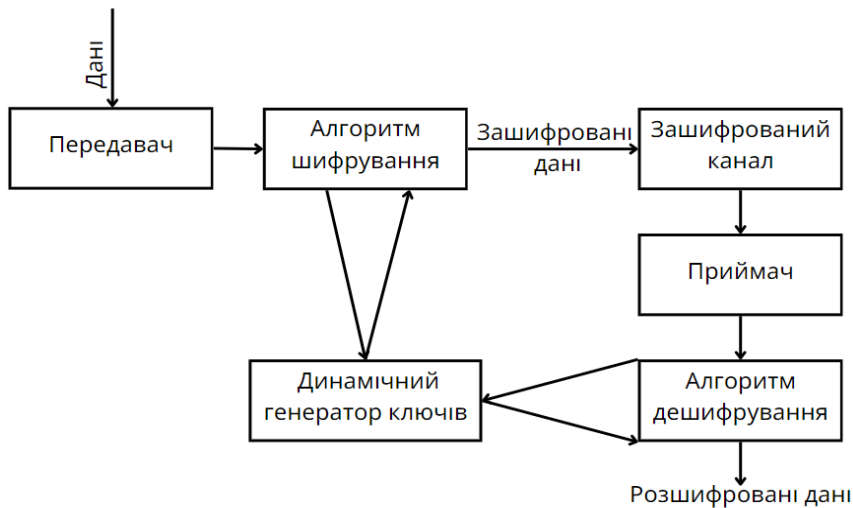 Дані
Передавач
Алгоритм
шифрування
Зашифровані
дані
Зашифрований
канал
Приймач
Динамічний
генератор ключів
Алгоритм
дешифрування
Розшифровані дані